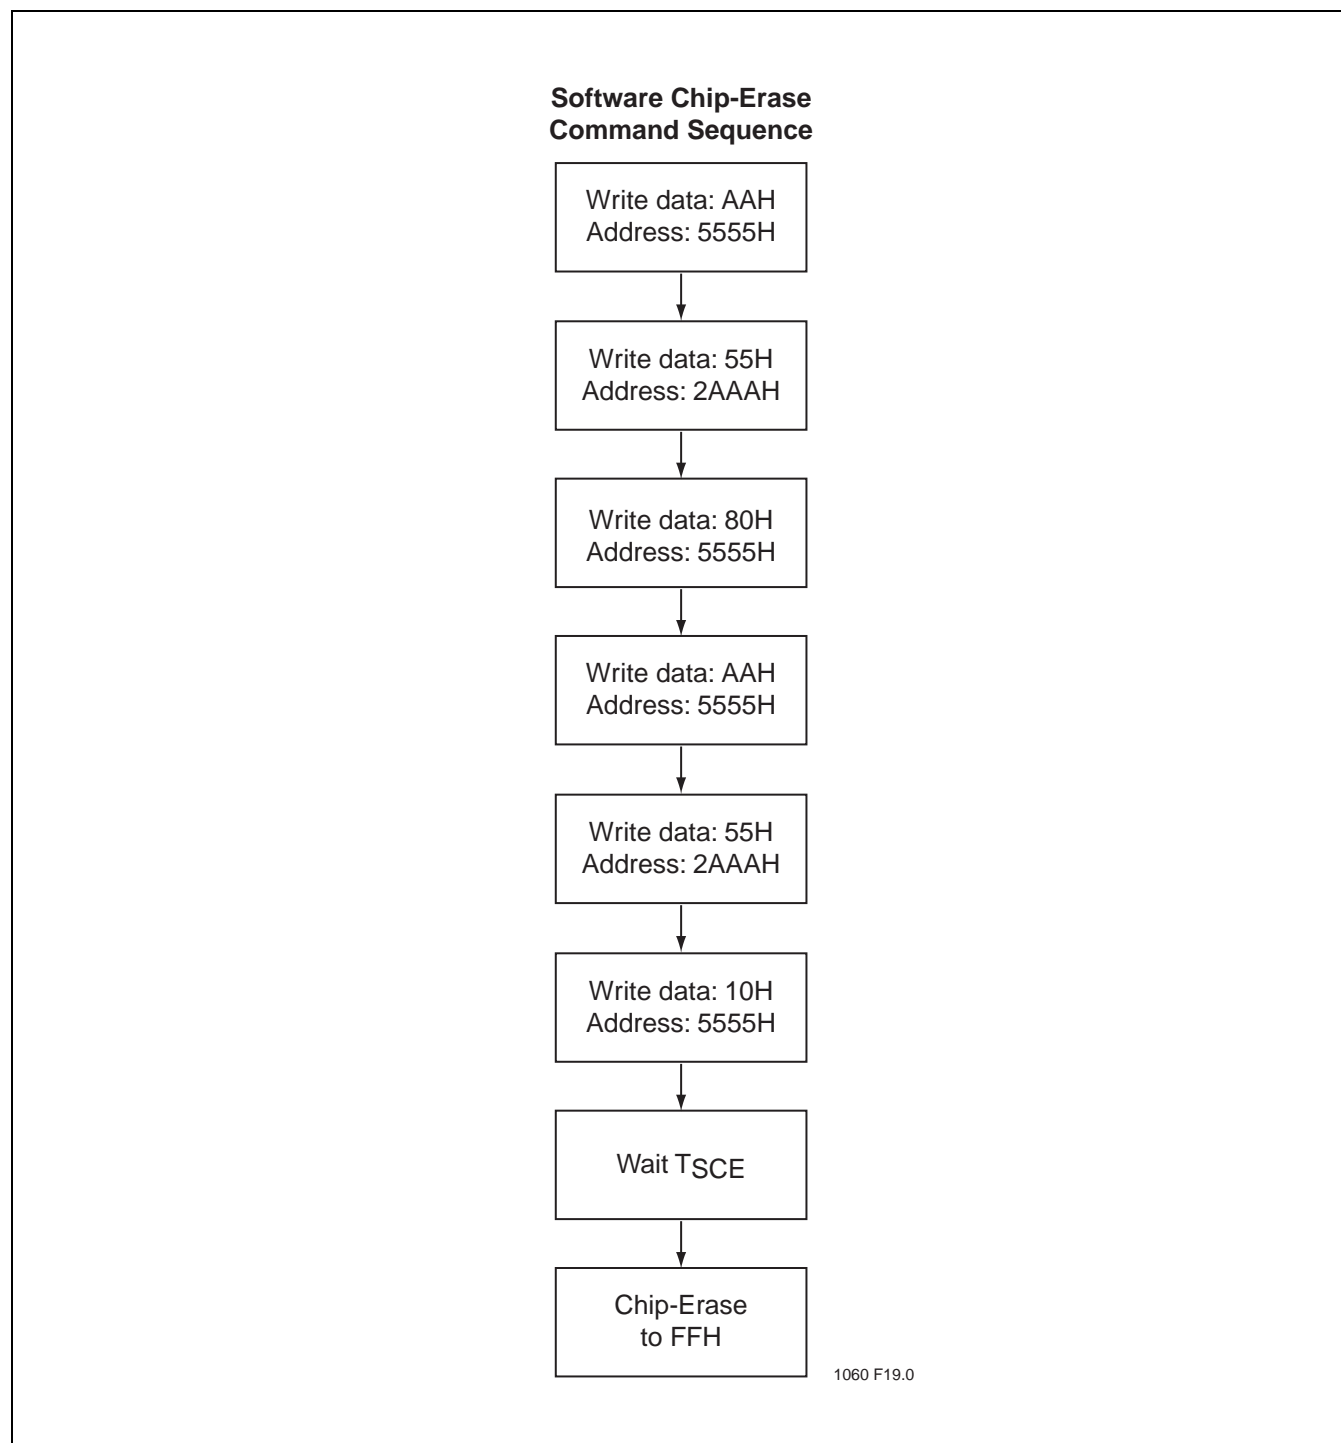 Software Chip-Erase
Command Sequence
Write data: AAH
Address: 5555H
Write data: 55H
Address: 2AAAH
Write data: 80H
Address: 5555H
Write data: AAH
Address: 5555H
Write data: 55H
Address: 2AAAH
Write data: 10H
Address: 5555H
Wait TSCE
Chip-Erase
to FFH
1060 F19.0